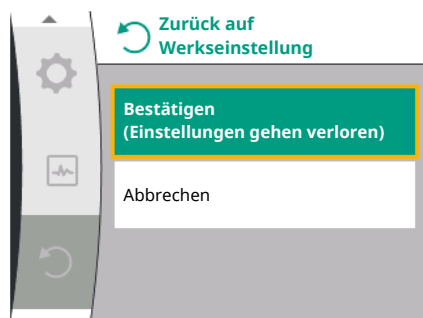 Zurück auf
Werkseinstellung
Bestätigen
(Einstellungen gehen verloren)
Abbrechen